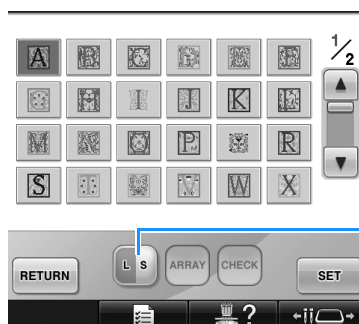 1/2
A B C E M F
G H I J K L
M N O P Q R
S T U V W X
RETURN L S ARRAY CHECK SET
?